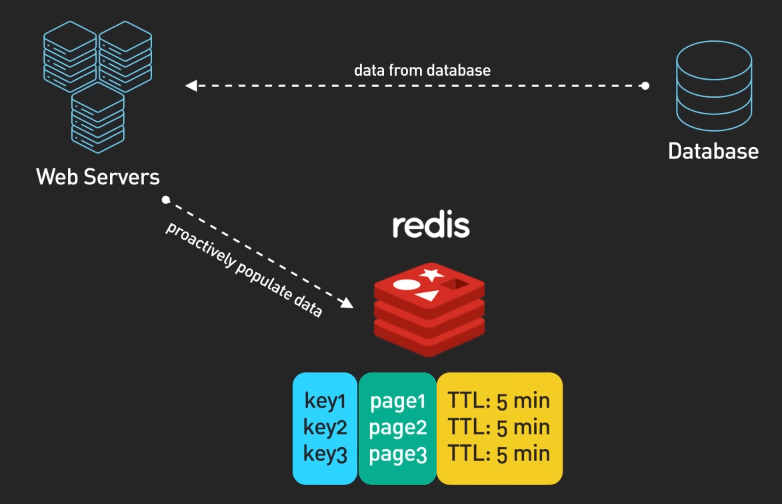 data from database
Web Servers
Database
proactively populate data
redis
key1 page1 TTL: 5 min
key2 page2 TTL: 5 min
key3 page3 TTL: 5 min